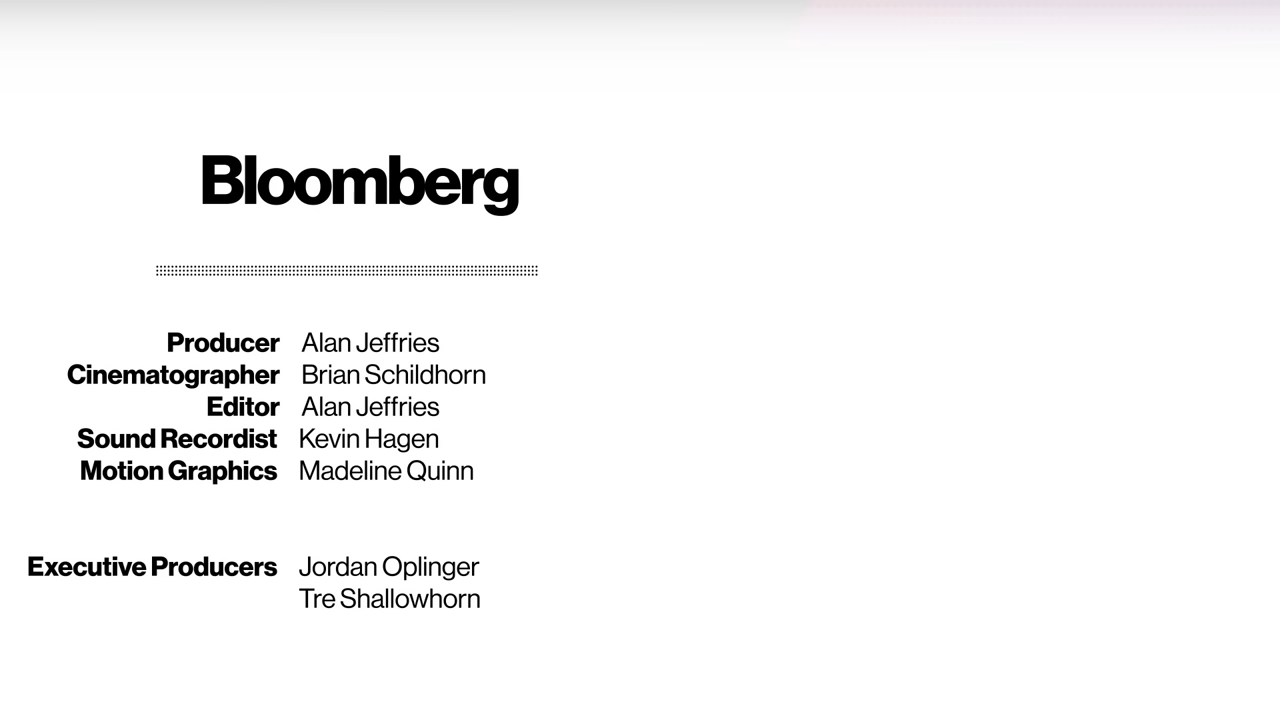 Bloomberg
Producer Alan Jeffries
Cinematographer Brian Schildhorn
Editor Alan Jeffries
Sound Recordist Kevin Hagen
Motion Graphics Madeline Quinn
Executive Producers Jordan Oplinger
Tre Shallowhorn